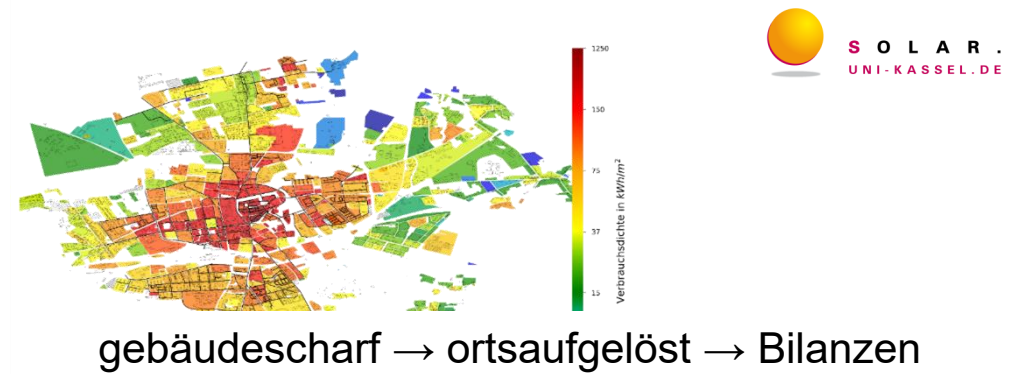 1250
150
75
37
15
Verbrauchsdichte in kWh/m²
SOLAR.
UNI-KASSEL.DE
gebäudescharf → ortsaufgelöst → Bilanzen